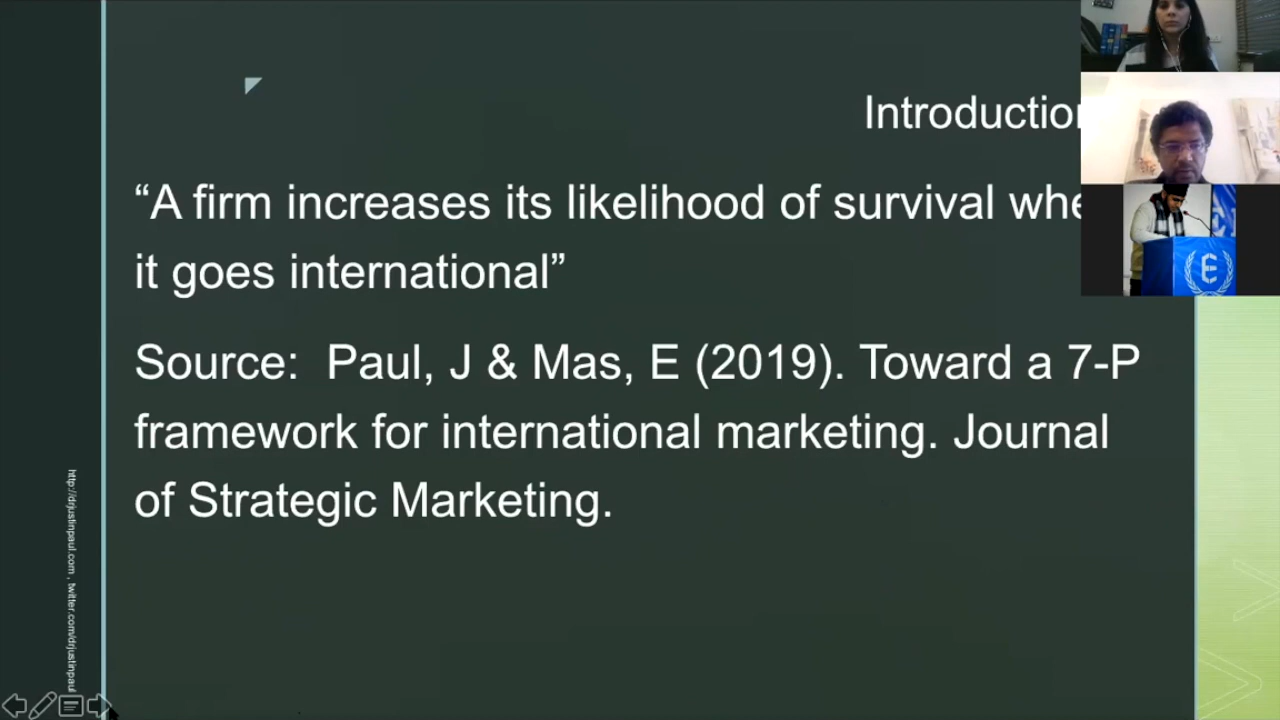 Introduction
“A firm increases its likelihood of survival whe
it goes international”
Source:  Paul, J & Mas, E (2019). Toward a 7-P
framework for international marketing. Journal
of Strategic Marketing.
http://drjustinpaul.com , twitter.com/drjustinpaul
E